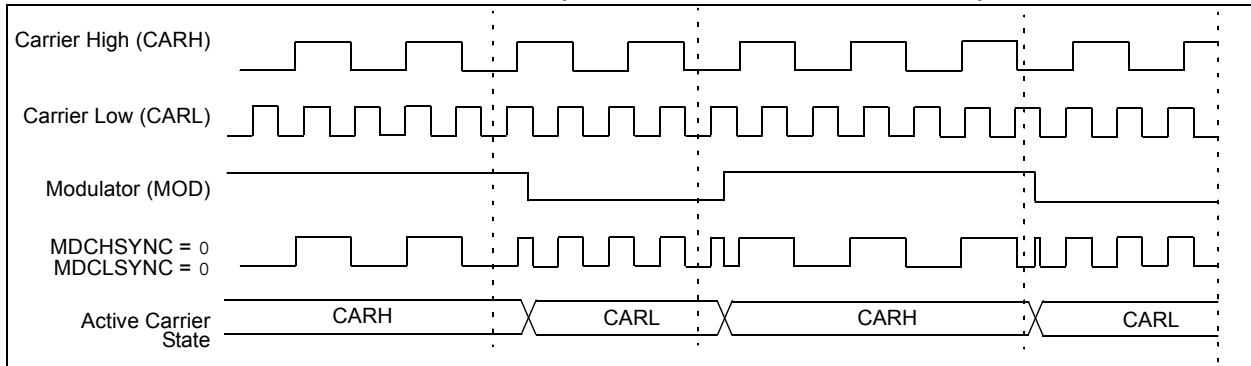 Carrier High (CARH)
Carrier Low (CARL)
Modulator (MOD)
MDCHSYNC = 0
MDCLSYNC = 0
Active Carrier
State
CARH
CARL
CARH
CARL